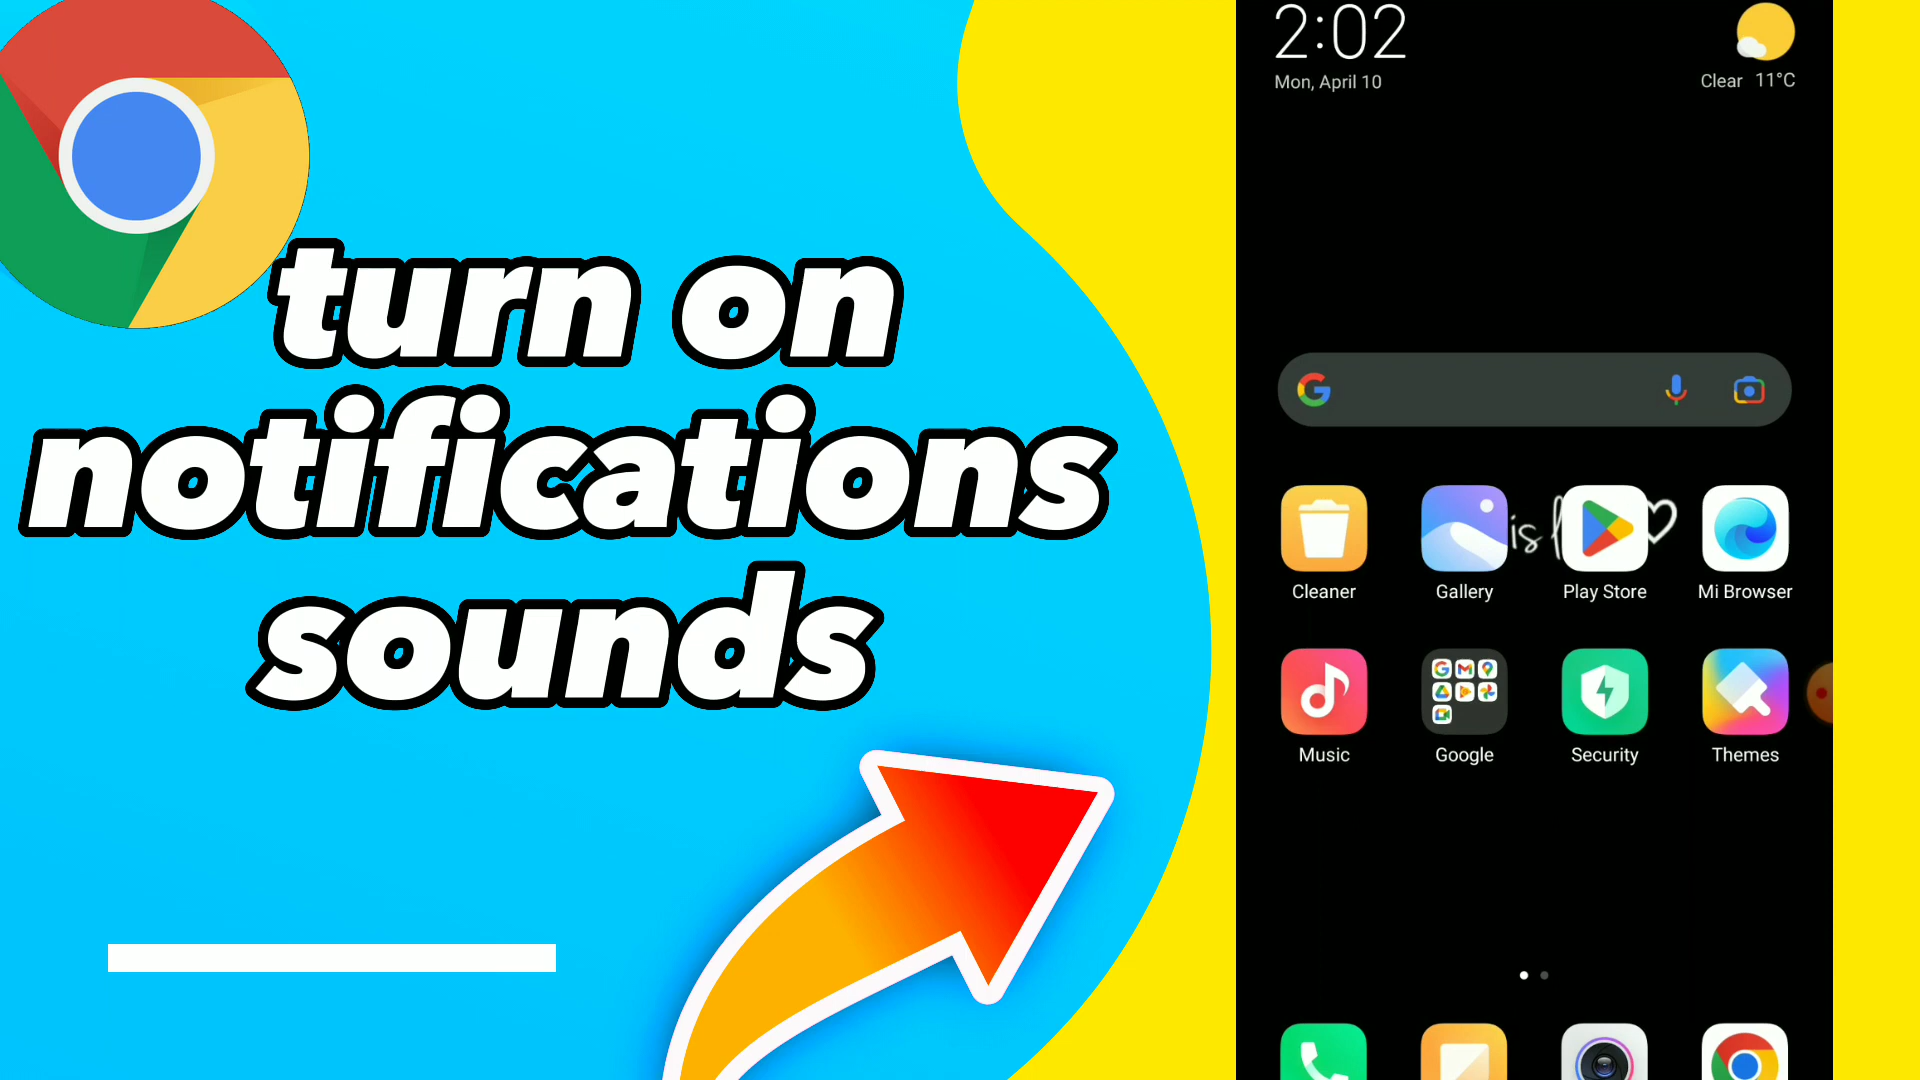 turn on
notifications
sounds
2:02
Mon, April 10
Clear 11°C
is
Cleaner
Gallery
Play Store
Mi Browser
Music
Google
Security
Themes